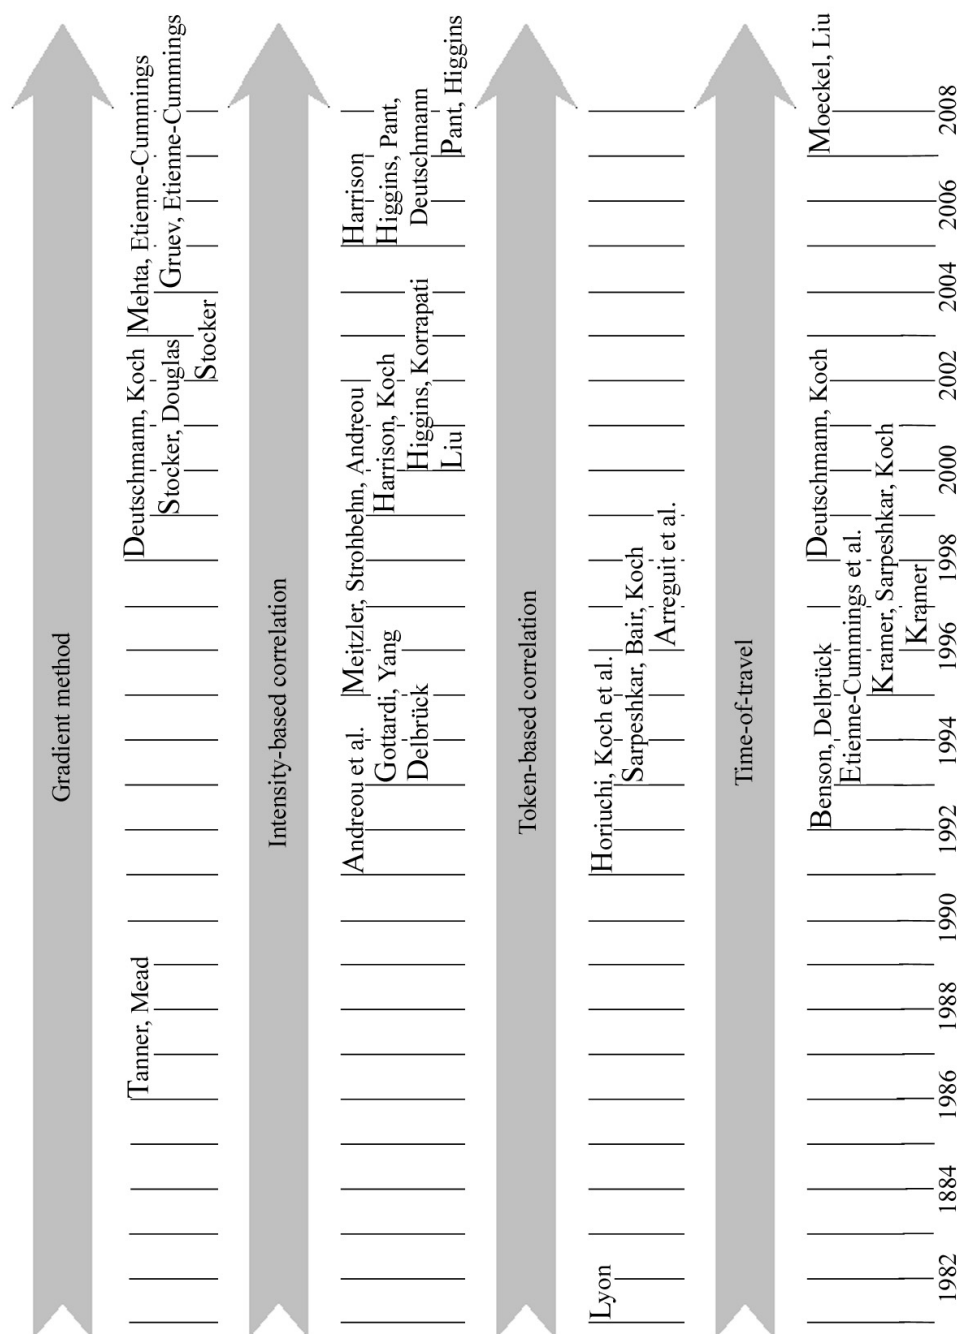 Gradient method
Tanner, Mead
Deutschmann, Koch
Stocker, Douglas
Stocker
Mehta, Etienne-Cummings
Gruev, Etienne-Cummings
Intensity-based correlation
Andreou et al.
Gottardi, Yang
Delbrück
Meitzler, Strohbehn, Andreou
Harrison, Koch
Higgins, Korrapati
Liu
Harrison
Higgins, Pant,
Deutschmann
Pant, Higgins
Token-based correlation
Lyon
Horiuchi, Koch et al.
Sarpeshkar, Bair, Koch
Arreguit et al.
Time-of-travel
Benson, Delbrück
Etienne-Cummings et al.
Kramer, Sarpeshkar, Koch
Kramer
Deutschmann, Koch
Moeckel, Liu
1982
1884
1986
1988
1990
1992
1994
1996
1998
2000
2002
2004
2006
2008